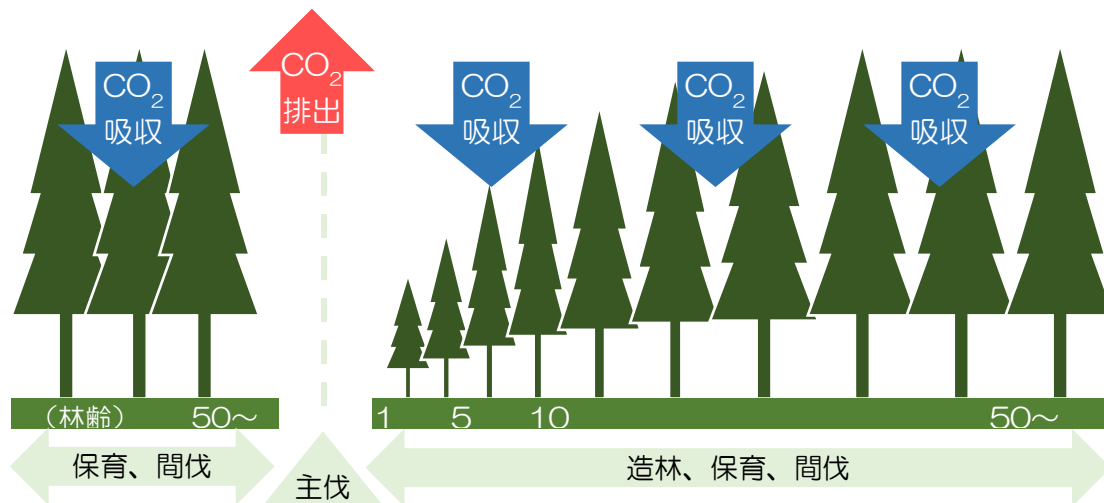 CO₂
吸収
CO₂
排出
CO₂
吸収
CO₂
吸収
CO₂
吸収
（林齢） 50～
1 5 10 50～
保育、間伐
主伐
造林、保育、間伐